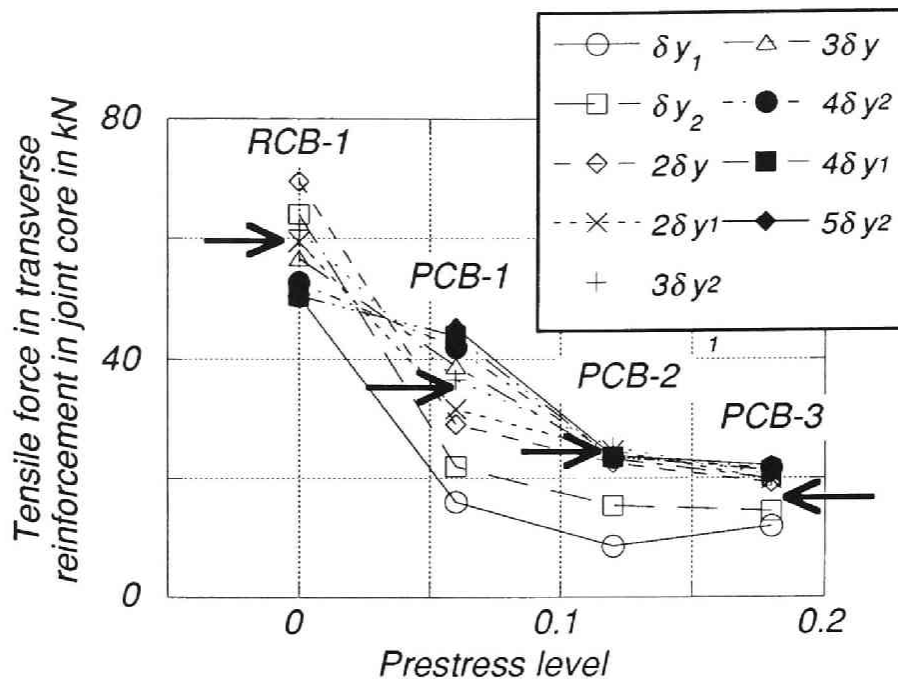 δy₁
3δy
δy₂
4δy²
2δy
4δy1
2δy1
5δy²
3δy²
Tensile force in transverse
reinforcement in joint core in kN
80
40
0
RCB-1
PCB-1
1
PCB-2
PCB-3
0
0.1
0.2
Prestress level